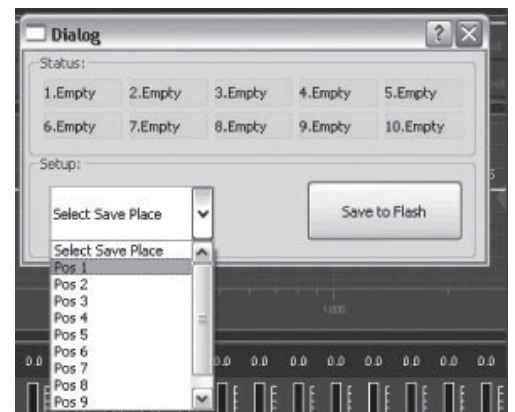 Dialog
Status:
1.Empty 2.Empty 3.Empty 4.Empty 5.Empty
6.Empty 7.Empty 8.Empty 9.Empty 10.Empty
Setup:
Select Save Place Save to Flash
Select Save Place
Pos 1
Pos 2
Pos 3
Pos 4
Pos 5
Pos 6
Pos 7
Pos 8
Pos 9
0.0 0.0 0.0 0.0 0.0 0.0 0.0 0.0 0.0